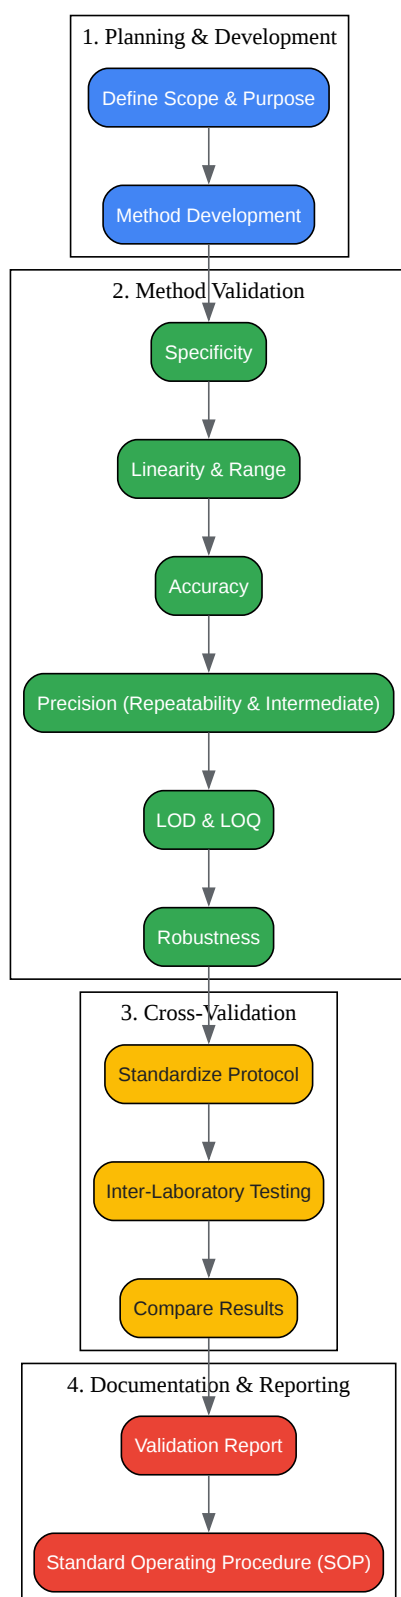 1. Planning & Development
Define Scope & Purpose
Method Development
2. Method Validation
Specificity
Linearity & Range
Accuracy
Precision (Repeatability & Intermediate)
LOD & LOQ
Robustness
3. Cross-Validation
Standardize Protocol
Inter-Laboratory Testing
Compare Results
4. Documentation & Reporting
Validation Report
Standard Operating Procedure (SOP)